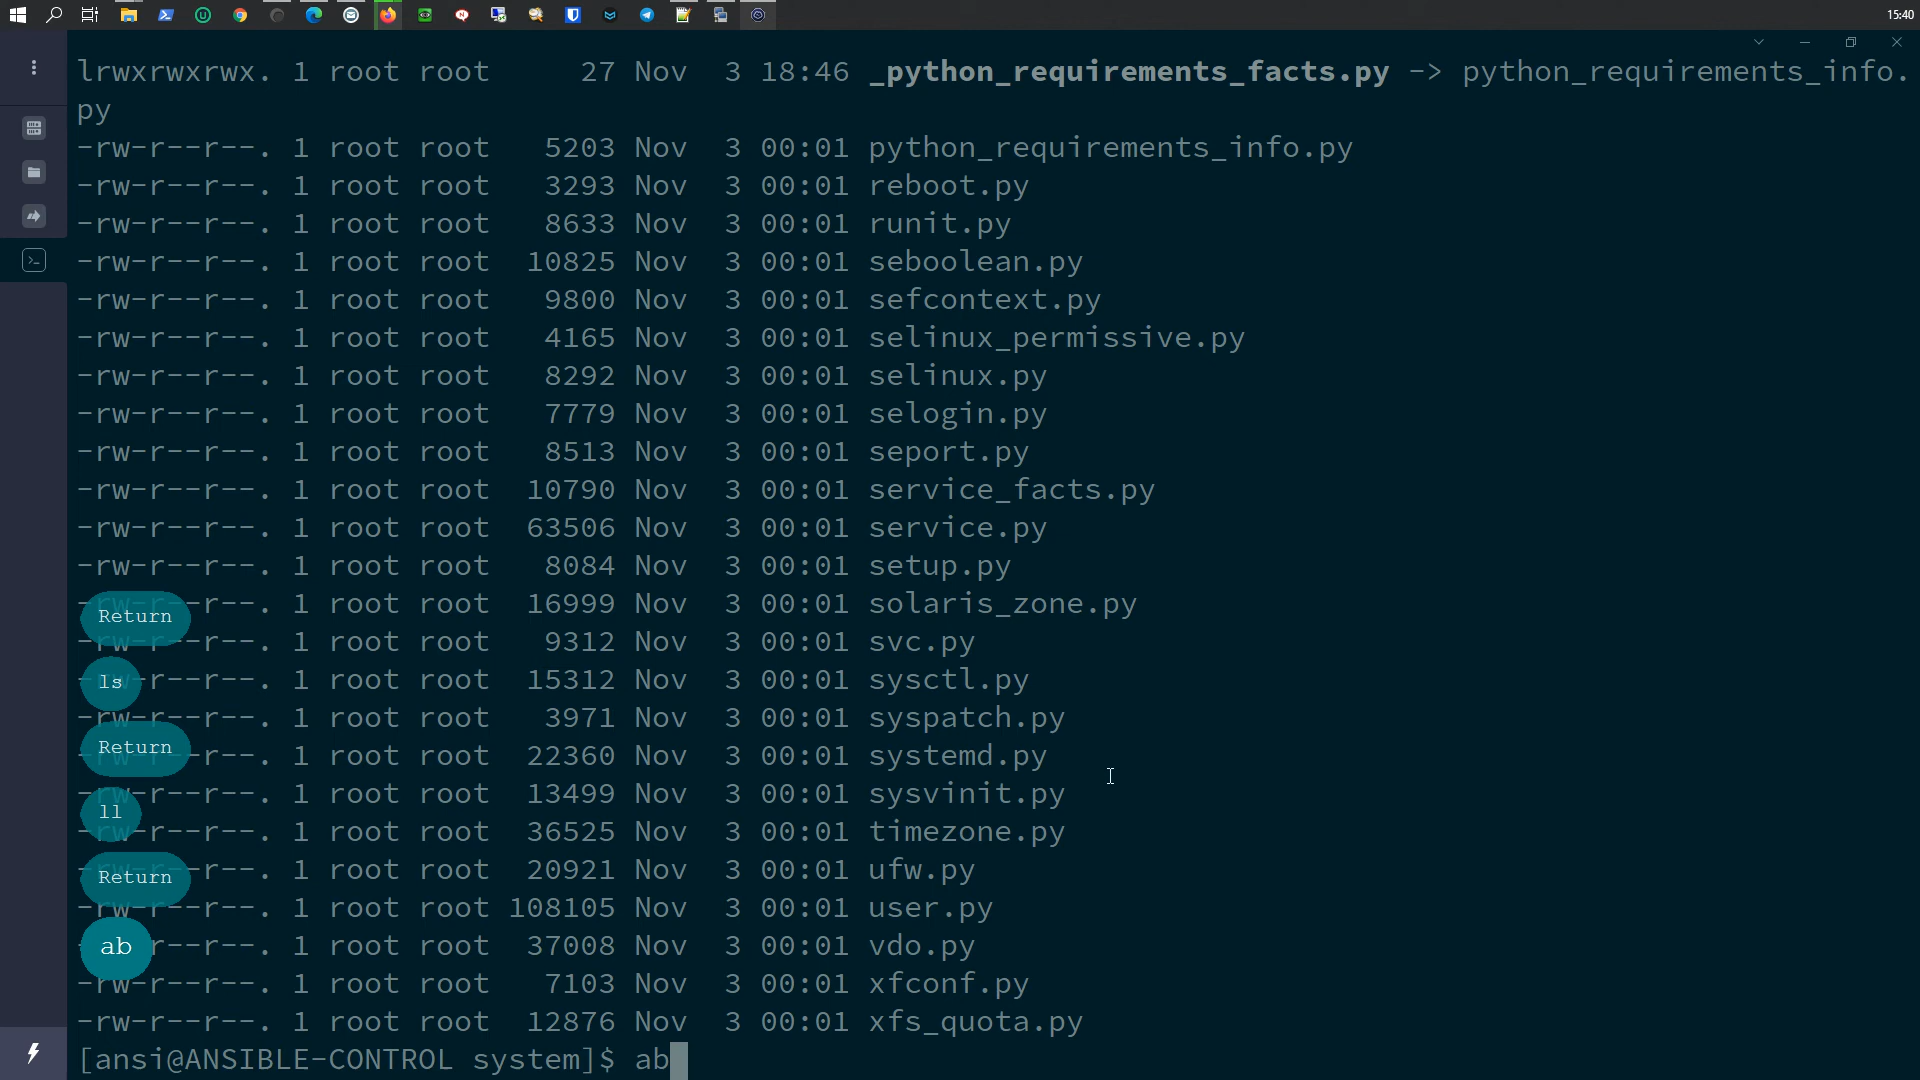 15:40
lrwxrwxrwx. 1 root root 27 Nov 3 18:46 _python_requirements_facts.py -> python_requirements_info.
py
-rw-r--r--. 1 root root 5203 Nov 3 00:01 python_requirements_info.py
-rw-r--r--. 1 root root 3293 Nov 3 00:01 reboot.py
-rw-r--r--. 1 root root 8633 Nov 3 00:01 runit.py
-rw-r--r--. 1 root root 10825 Nov 3 00:01 seboolean.py
-rw-r--r--. 1 root root 9800 Nov 3 00:01 sefcontext.py
-rw-r--r--. 1 root root 4165 Nov 3 00:01 selinux_permissive.py
-rw-r--r--. 1 root root 8292 Nov 3 00:01 selinux.py
-rw-r--r--. 1 root root 7779 Nov 3 00:01 selogin.py
-rw-r--r--. 1 root root 8513 Nov 3 00:01 seport.py
-rw-r--r--. 1 root root 10790 Nov 3 00:01 service_facts.py
-rw-r--r--. 1 root root 63506 Nov 3 00:01 service.py
-rw-r--r--. 1 root root 8084 Nov 3 00:01 setup.py
-rw-r--r--. 1 root root 16999 Nov 3 00:01 solaris_zone.py
Return
-rw-r--r--. 1 root root 9312 Nov 3 00:01 svc.py
-rw-r--r--. 1 root root 15312 Nov 3 00:01 sysctl.py
ls
-rw-r--r--. 1 root root 3971 Nov 3 00:01 syspatch.py
Return
-rw-r--r--. 1 root root 22360 Nov 3 00:01 systemd.py
-rw-r--r--. 1 root root 13499 Nov 3 00:01 sysvinit.py
ll
-rw-r--r--. 1 root root 36525 Nov 3 00:01 timezone.py
-rw-r--r--. 1 root root 20921 Nov 3 00:01 ufw.py
Return
-rw-r--r--. 1 root root 108105 Nov 3 00:01 user.py
-rw-r--r--. 1 root root 37008 Nov 3 00:01 vdo.py
ab
-rw-r--r--. 1 root root 7103 Nov 3 00:01 xfconf.py
-rw-r--r--. 1 root root 12876 Nov 3 00:01 xfs_quota.py
[ansi@ANSIBLE-CONTROL system]$ ab